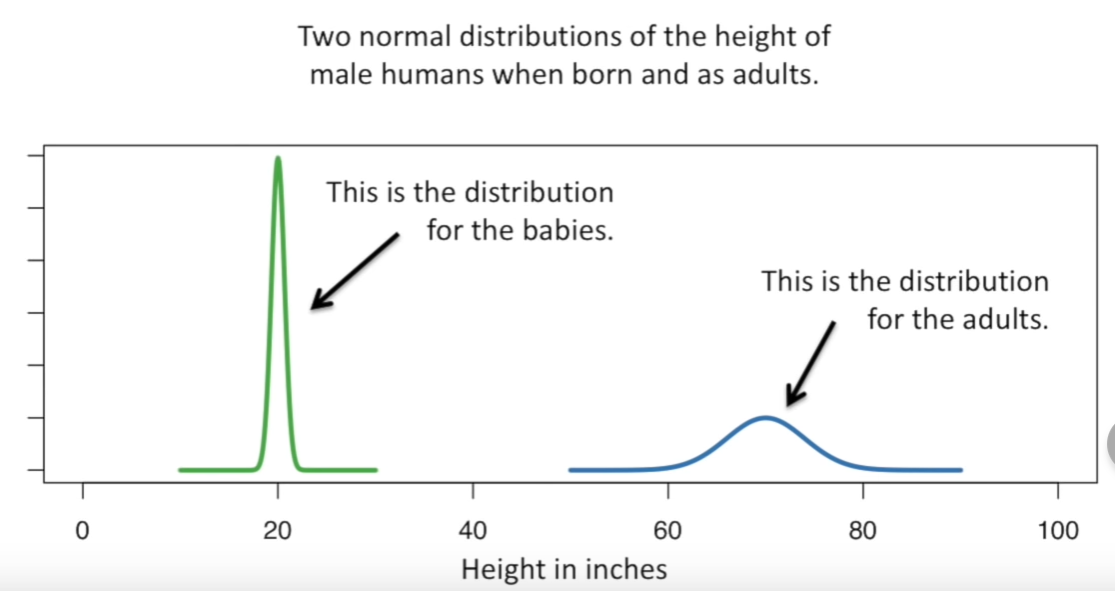 Two normal distributions of the height of
male humans when born and as adults.
This is the distribution
for the babies.
This is the distribution
for the adults.
0 20 40 60 80 100
Height in inches